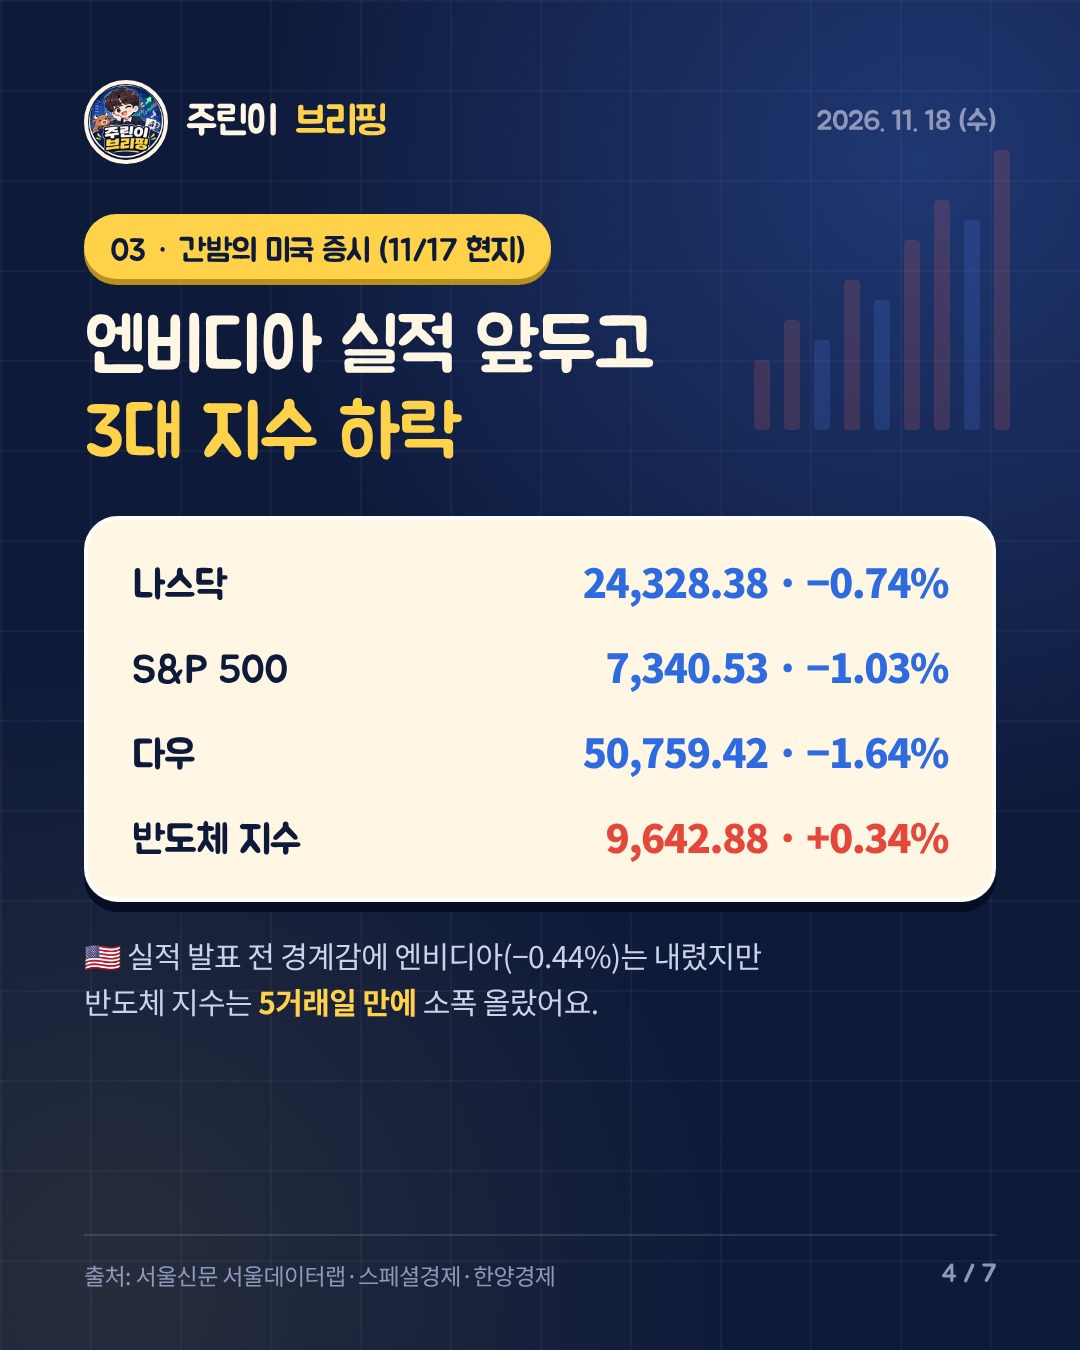 주린이 브리핑
주린이 브리핑
2026. 11. 18 (수)
03 · 간밤의 미국 증시 (11/17 현지)
엔비디아 실적 앞두고
3대 지수 하락
나스닥 24,328.38 · −0.74%
S&P 500 7,340.53 · −1.03%
다우 50,759.42 · −1.64%
반도체 지수 9,642.88 · +0.34%
🇺🇸 실적 발표 전 경계감에 엔비디아(−0.44%)는 내렸지만
반도체 지수는 5거래일 만에 소폭 올랐어요.
출처: 서울신문 서울데이터랩·스페셜경제·한양경제
4 / 7